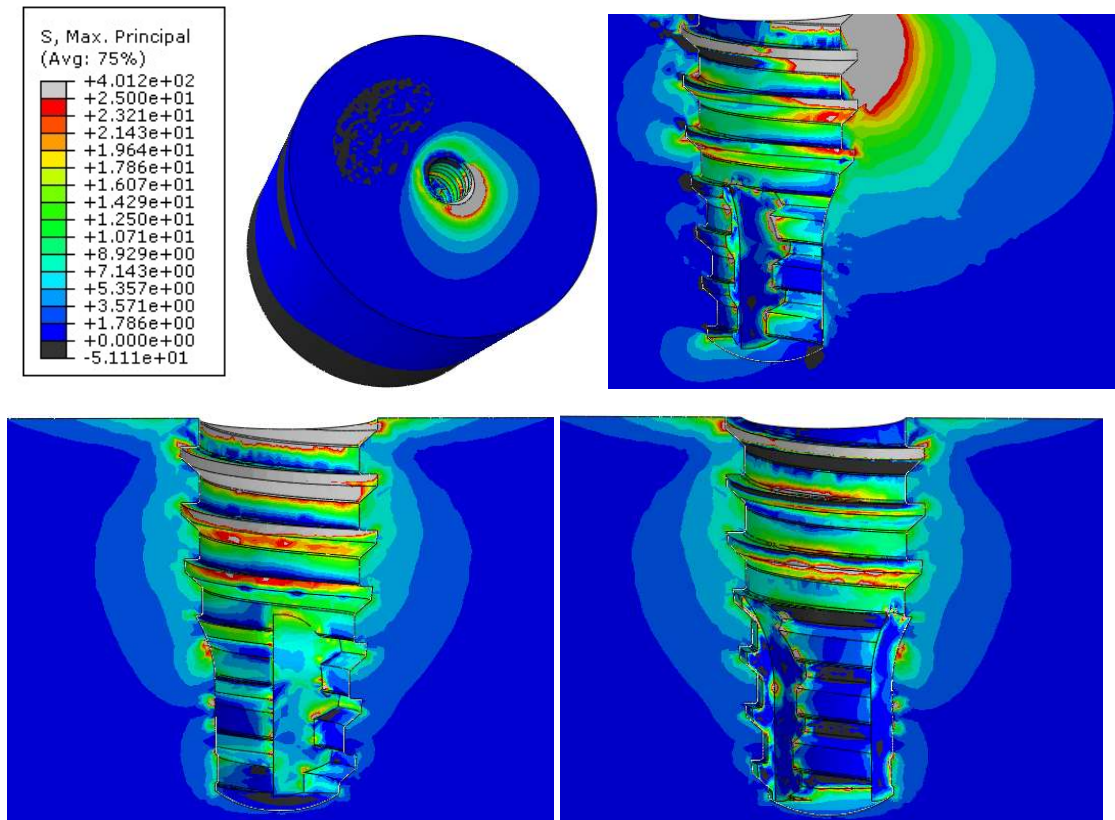 S, Max. Principal
(Avg: 75%)
+4.012e+02
+2.500e+01
+2.321e+01
+2.143e+01
+1.964e+01
+1.786e+01
+1.607e+01
+1.429e+01
+1.250e+01
+1.071e+01
+8.929e+00
+7.143e+00
+5.357e+00
+3.571e+00
+1.786e+00
+0.000e+00
-5.111e+01